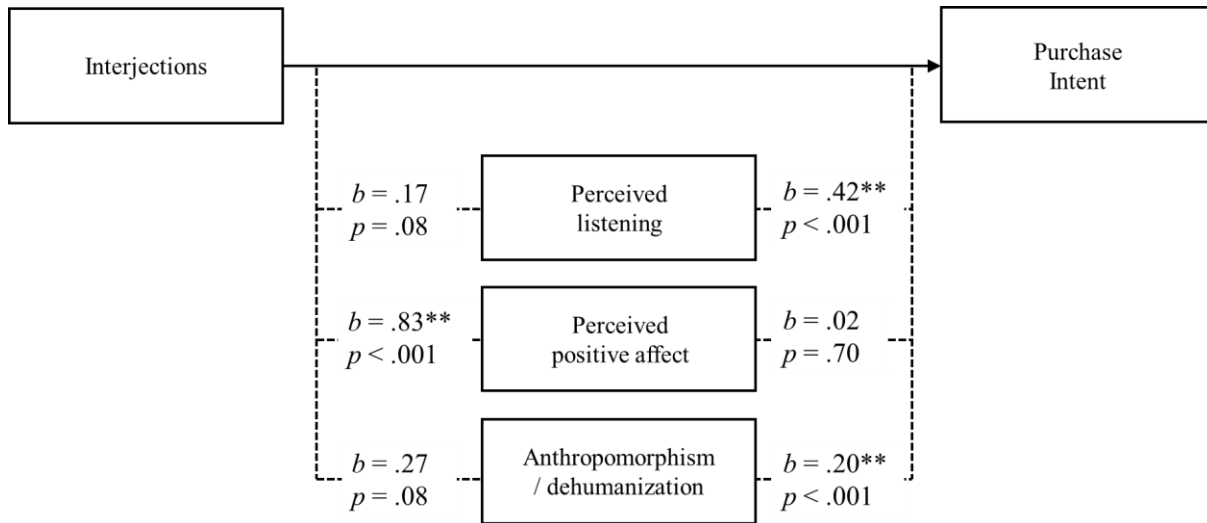 Interjections
Purchase
Intent
b = .17
p = .08
Perceived
listening
b = .42**
p < .001
b = .83**
p < .001
Perceived
positive affect
b = .02
p = .70
b = .27
p = .08
Anthropomorphism
/ dehumanization
b = .20**
p < .001